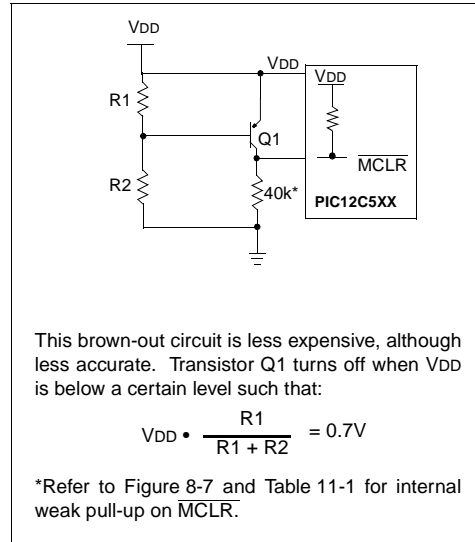 VDD
VDD
VDD
R1
Q1
MCLR
R2
40k*
PIC12C5XX
This brown-out circuit is less expensive, although
less accurate. Transistor Q1 turns off when VDD
is below a certain level such that:
VDD • R1 / R1 + R2 = 0.7V
*Refer to Figure 8-7 and Table 11-1 for internal
weak pull-up on MCLR.